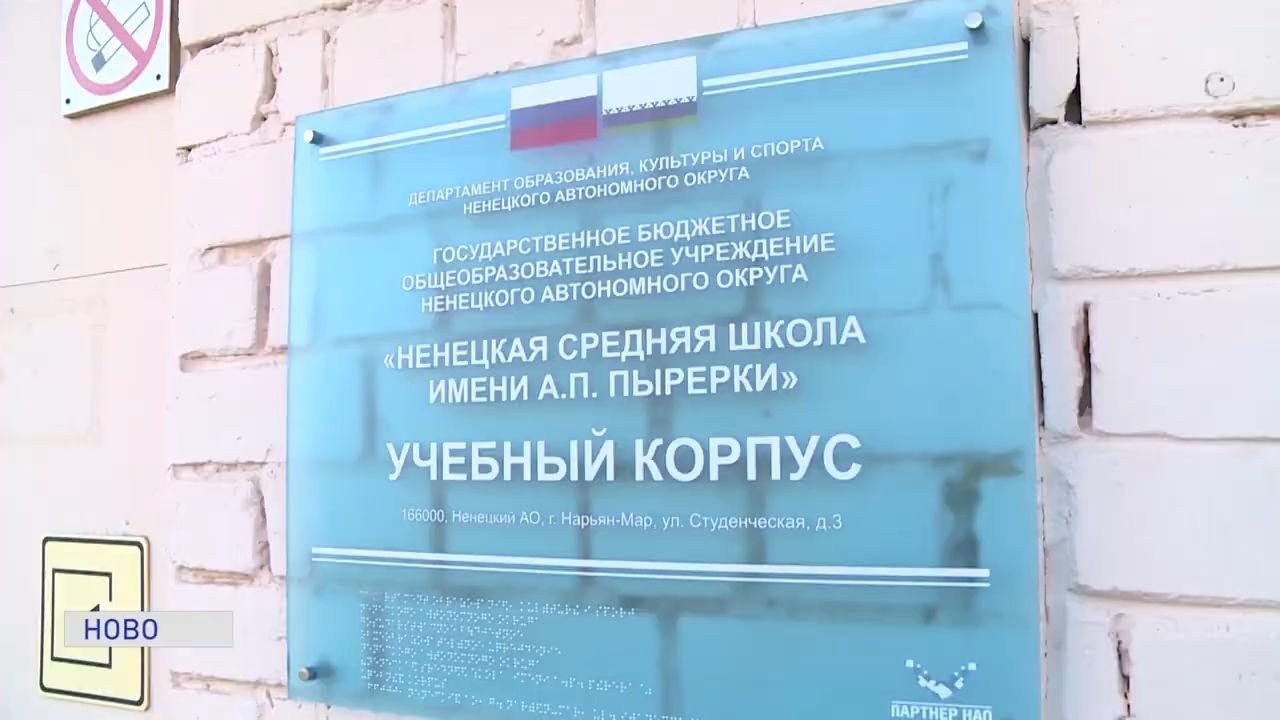 ДЕПАРТАМЕНТ ОБРАЗОВАНИЯ, КУЛЬТУРЫ И СПОРТА
НЕНЕЦКОГО АВТОНОМНОГО ОКРУГА
ГОСУДАРСТВЕННОЕ БЮДЖЕТНОЕ
ОБЩЕОБРАЗОВАТЕЛЬНОЕ УЧРЕЖДЕНИЕ
НЕНЕЦКОГО АВТОНОМНОГО ОКРУГА
«НЕНЕЦКАЯ СРЕДНЯЯ ШКОЛА
ИМЕНИ А.П. ПЫРЕРКИ»
УЧЕБНЫЙ КОРПУС
166000, Ненецкий АО, г. Нарьян-Мар, ул. Студенческая, д.3
НОВО
ПАРТНЕР НАО